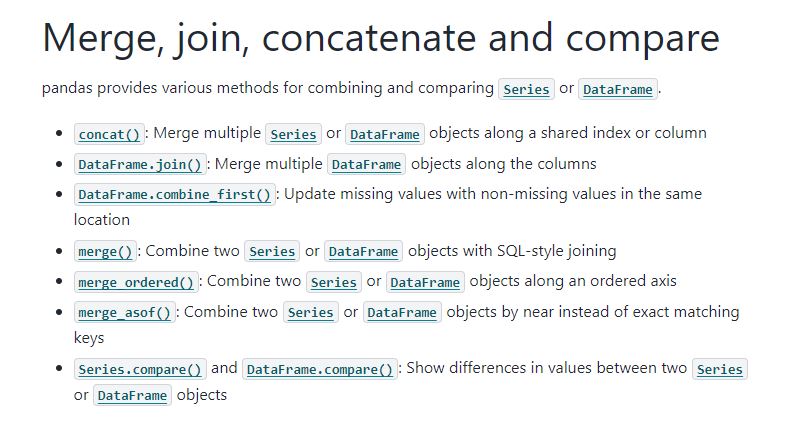 Merge, join, concatenate and compare
pandas provides various methods for combining and comparing Series or DataFrame.
• concat(): Merge multiple Series or DataFrame objects along a shared index or column
• DataFrame.join(): Merge multiple DataFrame objects along the columns
• DataFrame.combine_first(): Update missing values with non-missing values in the same
location
• merge(): Combine two Series or DataFrame objects with SQL-style joining
• merge_ordered(): Combine two Series or DataFrame objects along an ordered axis
• merge_asof(): Combine two Series or DataFrame objects by near instead of exact matching
keys
• Series.compare() and DataFrame.compare(): Show differences in values between two Series
or DataFrame objects